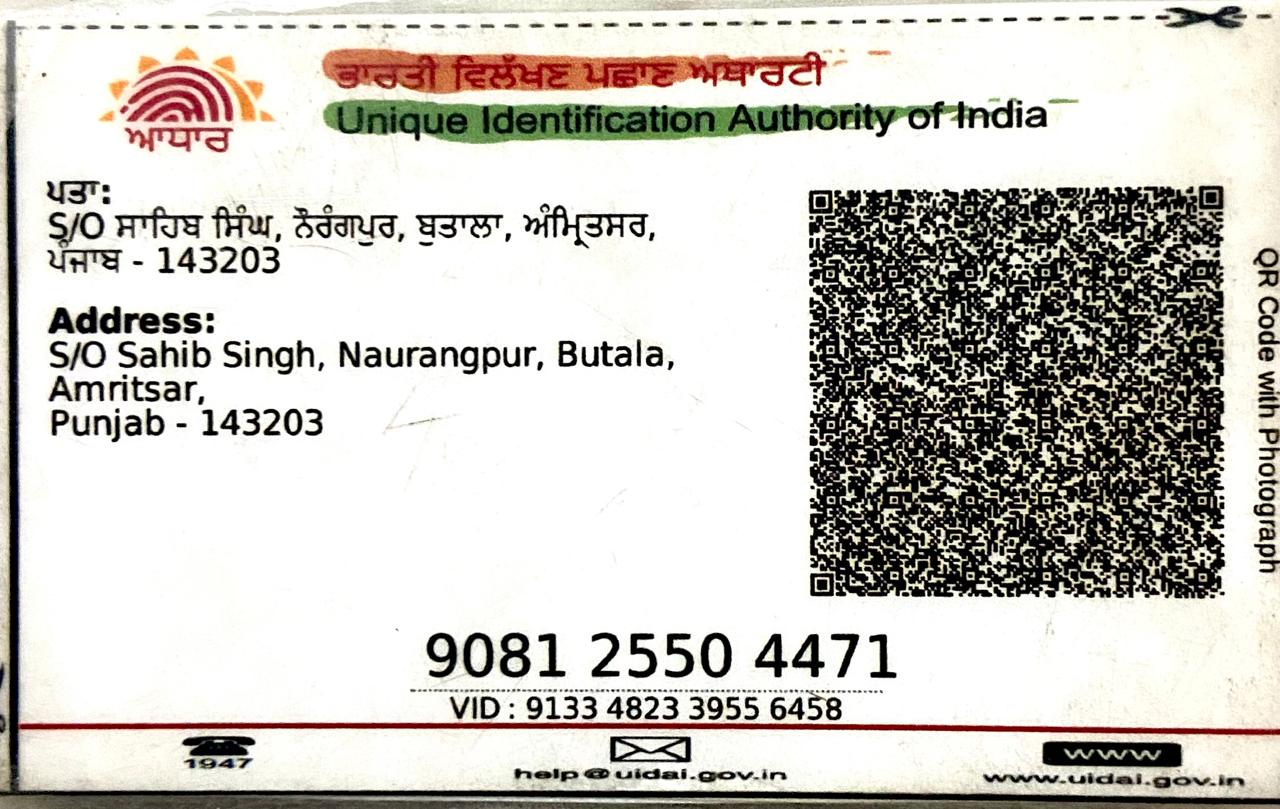 ਭਾਰਤੀ ਵਿਲੱਖਣ ਪਛਾਣ ਅਥਾਰਟੀ
Unique Identification Authority of India
ਆਧਾਰ
ਪਤਾ:
S/O ਸਾਹਿਬ ਸਿੰਘ, ਨੌਰੰਗਪੁਰ, ਬੁਤਾਲਾ, ਅੰਮ੍ਰਿਤਸਰ,
ਪੰਜਾਬ - 143203
Address:
S/O Sahib Singh, Naurangpur, Butala,
Amritsar,
Punjab - 143203
QR Code with Photograph
9081 2550 4471
VID : 9133 4823 3955 6458
1947
help@uidai.gov.in
www
www.uidai.gov.in